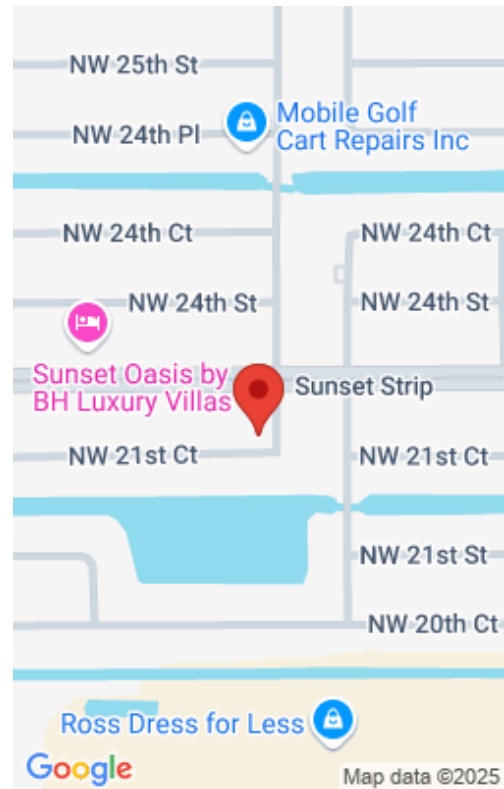 NW 25th St
NW 24th Pl
Mobile Golf
Cart Repairs Inc
NW 24th Ct
NW 24th Ct
NW 24th St
NW 24th St
Sunset Oasis by
BH Luxury Villas
Sunset Strip
NW 21st Ct
NW 21st Ct
NW 21st St
NW 20th Ct
Ross Dress for Less
Google
Map data ©2025